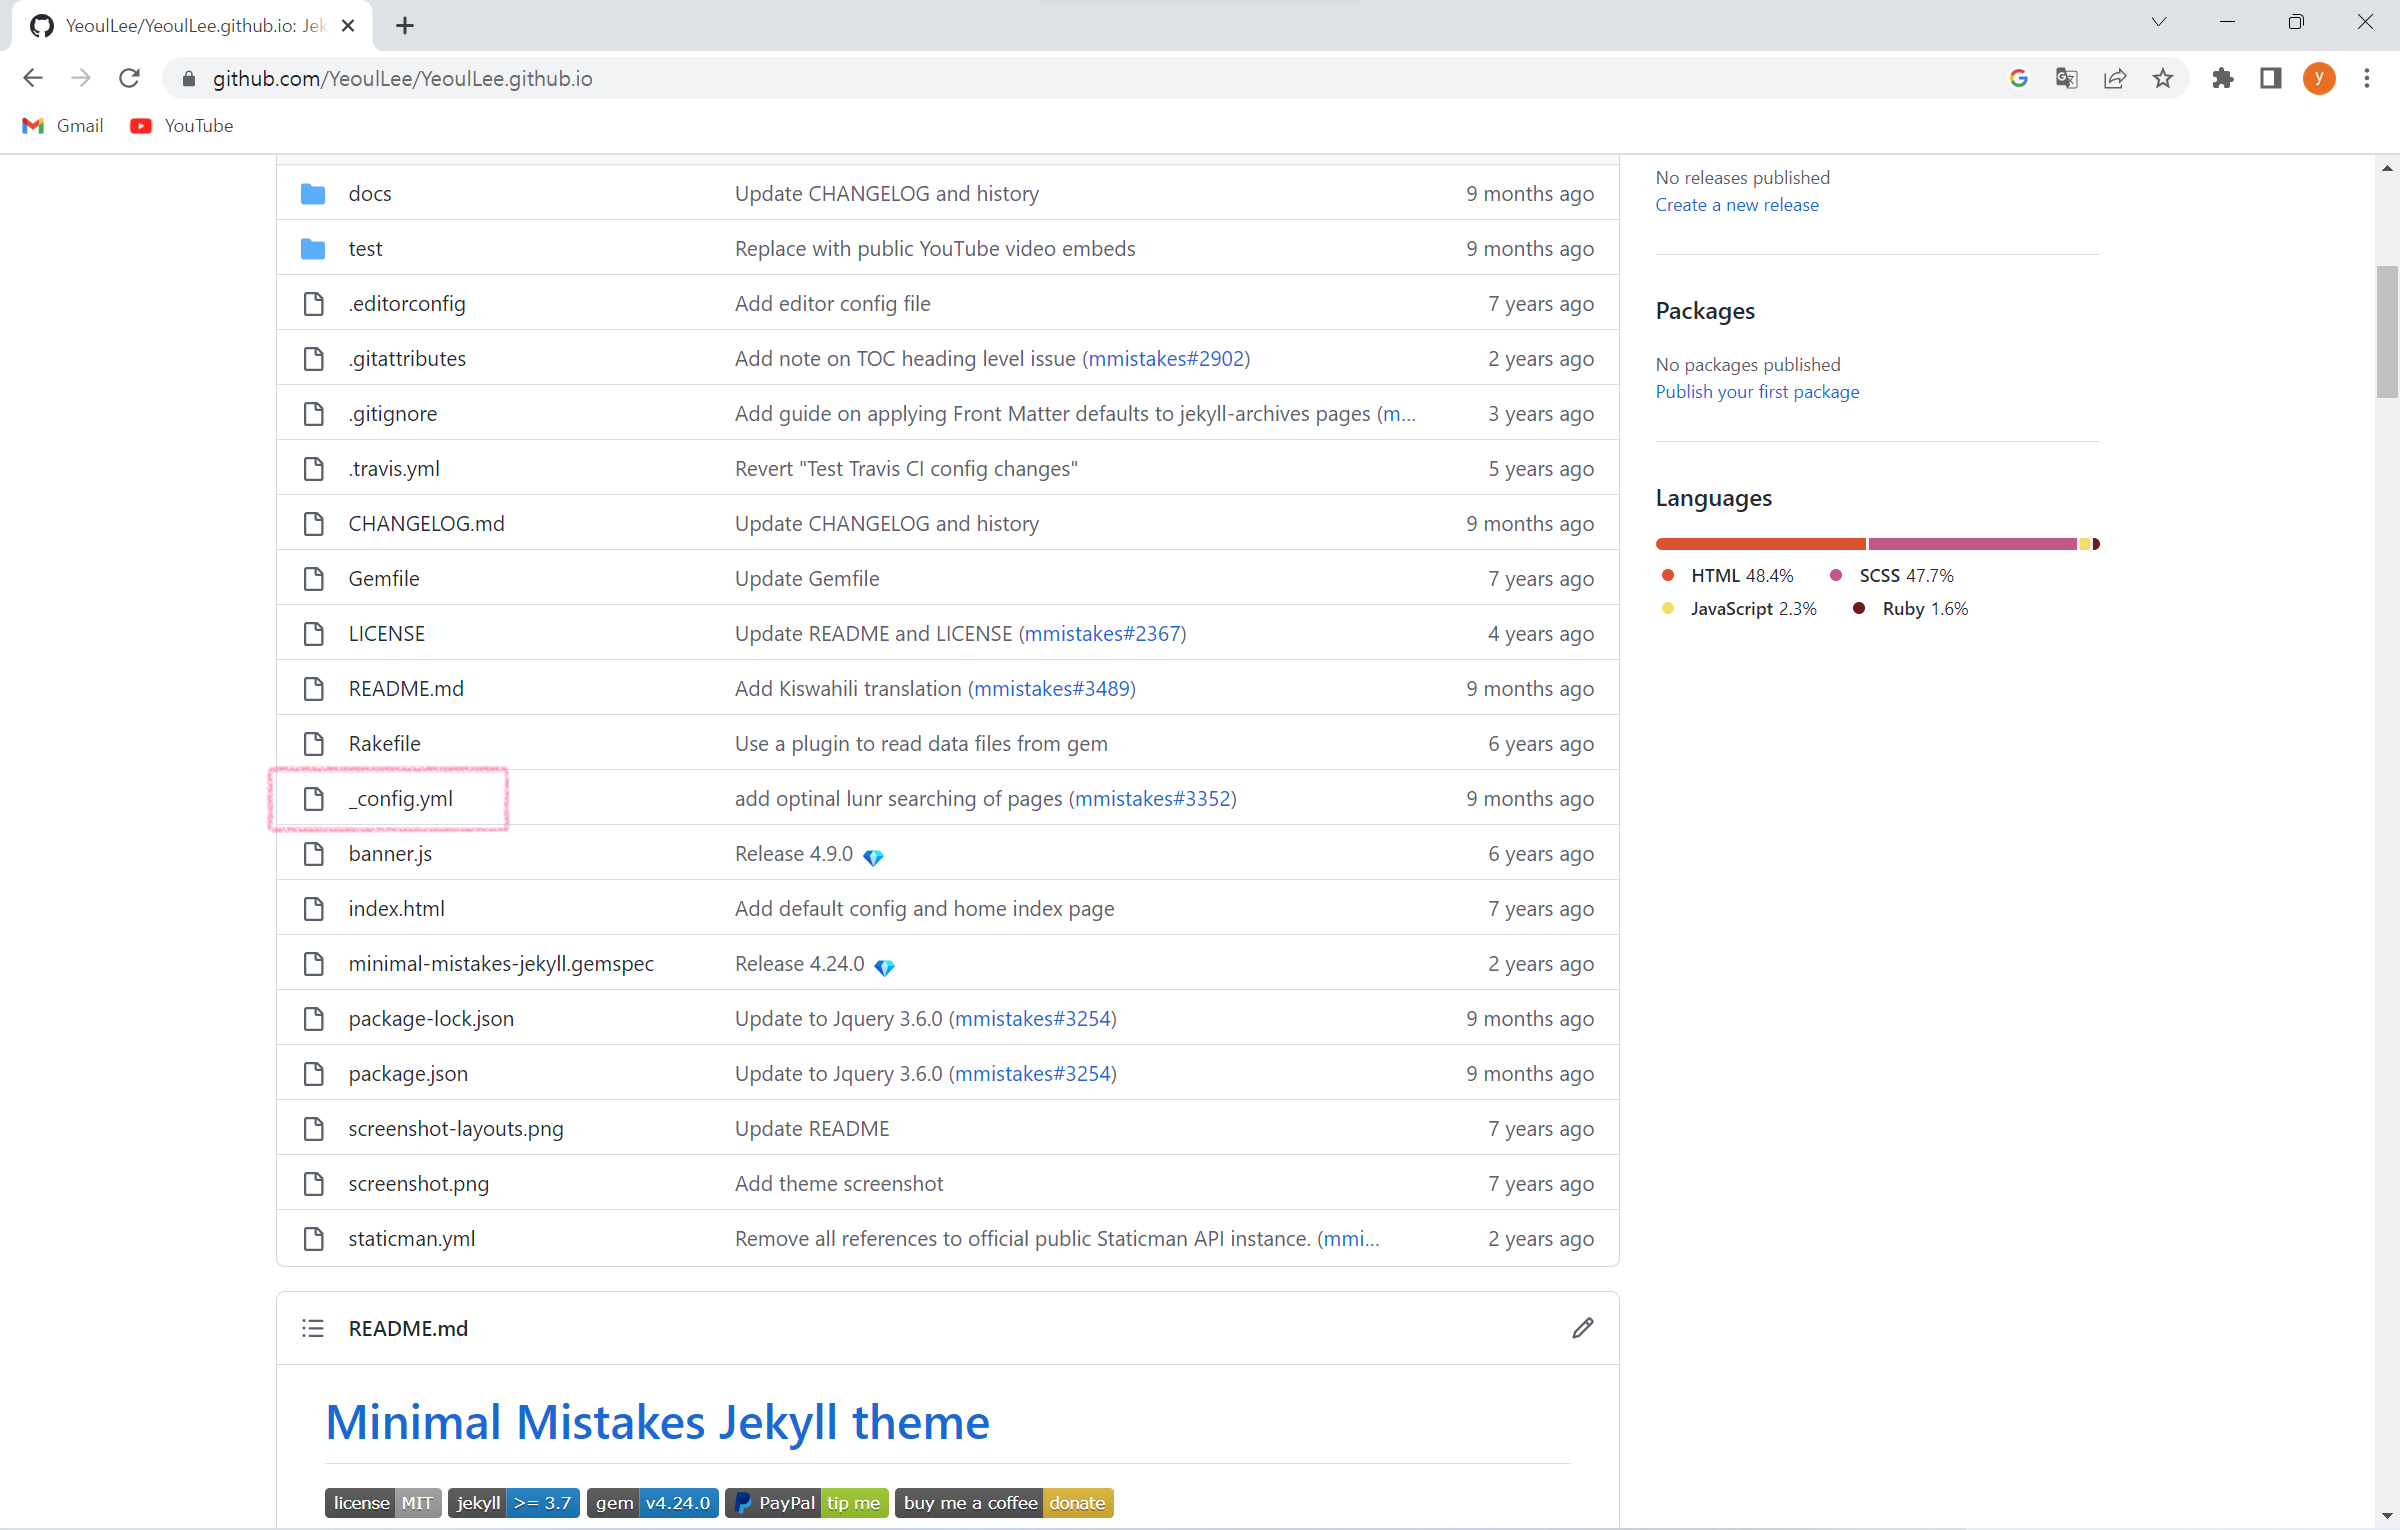 YeoulLee/YeoulLee.github.io: Jek
github.com/YeoulLee/YeoulLee.github.io
y
Gmail
YouTube
docs Update CHANGELOG and history 9 months ago
test Replace with public YouTube video embeds 9 months ago
.editorconfig Add editor config file 7 years ago
.gitattributes Add note on TOC heading level issue (mmistakes#2902) 2 years ago
.gitignore Add guide on applying Front Matter defaults to jekyll-archives pages (m... 3 years ago
.travis.yml Revert "Test Travis CI config changes" 5 years ago
CHANGELOG.md Update CHANGELOG and history 9 months ago
Gemfile Update Gemfile 7 years ago
LICENSE Update README and LICENSE (mmistakes#2367) 4 years ago
README.md Add Kiswahili translation (mmistakes#3489) 9 months ago
Rakefile Use a plugin to read data files from gem 6 years ago
_config.yml add optinal lunr searching of pages (mmistakes#3352) 9 months ago
banner.js Release 4.9.0 6 years ago
index.html Add default config and home index page 7 years ago
minimal-mistakes-jekyll.gemspec Release 4.24.0 2 years ago
package-lock.json Update to Jquery 3.6.0 (mmistakes#3254) 9 months ago
package.json Update to Jquery 3.6.0 (mmistakes#3254) 9 months ago
screenshot-layouts.png Update README 7 years ago
screenshot.png Add theme screenshot 7 years ago
staticman.yml Remove all references to official public Staticman API instance. (mmi... 2 years ago
README.md
Minimal Mistakes Jekyll theme
license MIT jekyll >= 3.7 gem v4.24.0 PayPal tip me buy me a coffee donate
No releases published
Create a new release
Packages
No packages published
Publish your first package
Languages
HTML 48.4% SCSS 47.7%
JavaScript 2.3% Ruby 1.6%